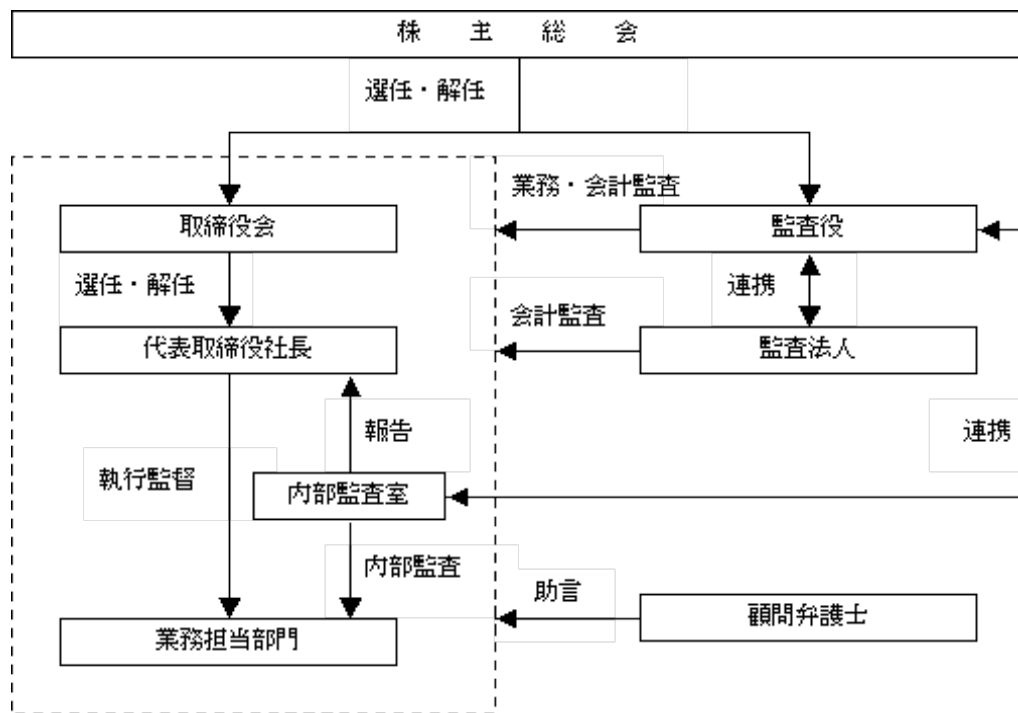 株主総会
選任・解任
業務・会計監査
取締役会
監査役
選任・解任
連携
会計監査
代表取締役社長
監査法人
報告
連携
執行監督
内部監査室
内部監査
助言
業務担当部門
顧問弁護士